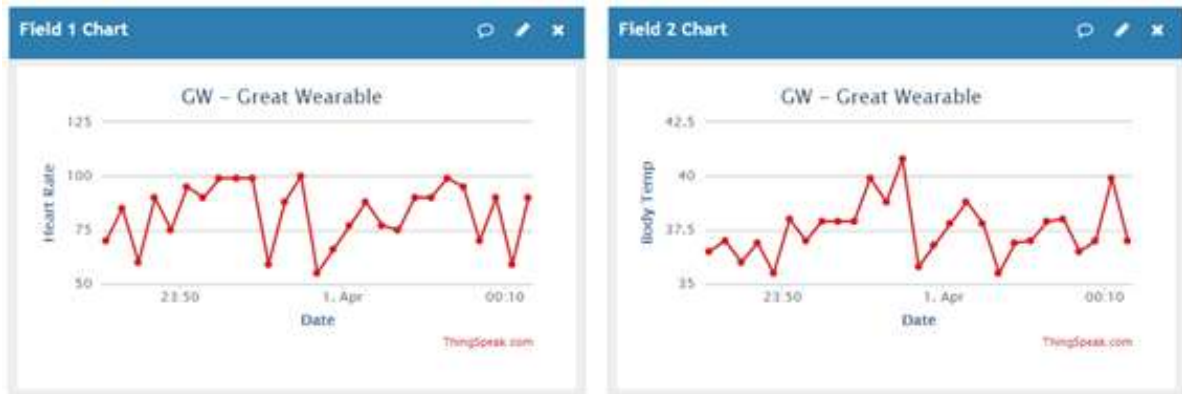 Field 1 Chart
GW – Great Wearable
Heart Rate
125
100
75
50
23:50
1. Apr
00:10
Date
ThingSpeak.com
Field 2 Chart
GW – Great Wearable
Body Temp
42.5
40
37.5
35
23:50
1. Apr
00:10
Date
ThingSpeak.com